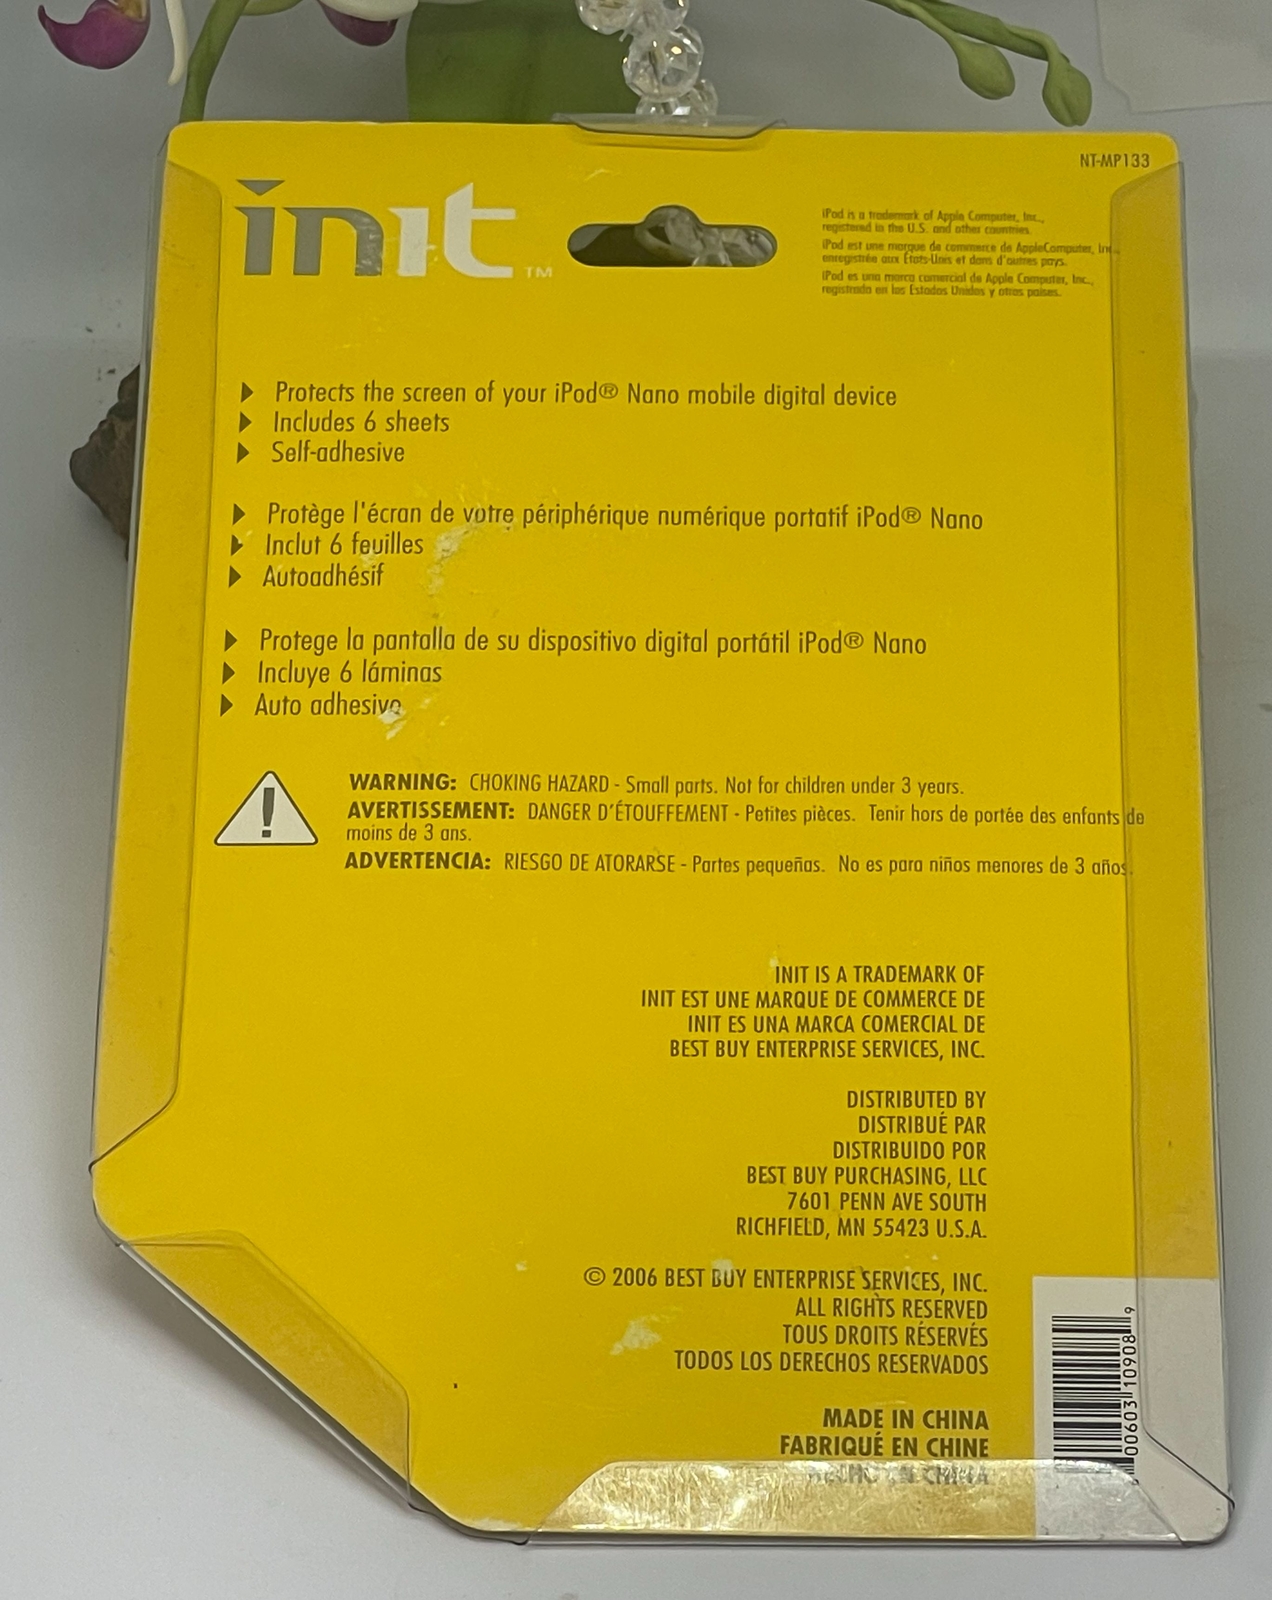 NT-MP133
init™
iPod is a trademark of Apple Computer, Inc.,
registered in the U.S. and other countries.
iPod est une marque de commerce de AppleComputer, Inc.,
enregistrée aux États-Unis et dans d'autres pays.
iPod es una marca comercial de Apple Computer, Inc.,
registrada en los Estados Unidos y otros países.
Protects the screen of your iPod® Nano mobile digital device
Includes 6 sheets
Self-adhesive
Protège l'écran de votre périphérique numérique portatif iPod® Nano
Inclut 6 feuilles
Autoadhésif
Protege la pantalla de su dispositivo digital portátil iPod® Nano
Incluye 6 láminas
Auto adhesivo
WARNING: CHOKING HAZARD - Small parts. Not for children under 3 years.
AVERTISSEMENT: DANGER D'ÉTOUFFEMENT - Petites pièces. Tenir hors de portée des enfants de
moins de 3 ans.
ADVERTENCIA: RIESGO DE ATORARSE - Partes pequeñas. No es para niños menores de 3 años.
INIT IS A TRADEMARK OF
INIT EST UNE MARQUE DE COMMERCE DE
INIT ES UNA MARCA COMERCIAL DE
BEST BUY ENTERPRISE SERVICES, INC.
DISTRIBUTED BY
DISTRIBUÉ PAR
DISTRIBUIDO POR
BEST BUY PURCHASING, LLC
7601 PENN AVE SOUTH
RICHFIELD, MN 55423 U.S.A.
© 2006 BEST BUY ENTERPRISE SERVICES, INC.
ALL RIGHTS RESERVED
TOUS DROITS RÉSERVÉS
TODOS LOS DERECHOS RESERVADOS
MADE IN CHINA
FABRIQUÉ EN CHINE
HECHO EN CHINA
00603 10908 9